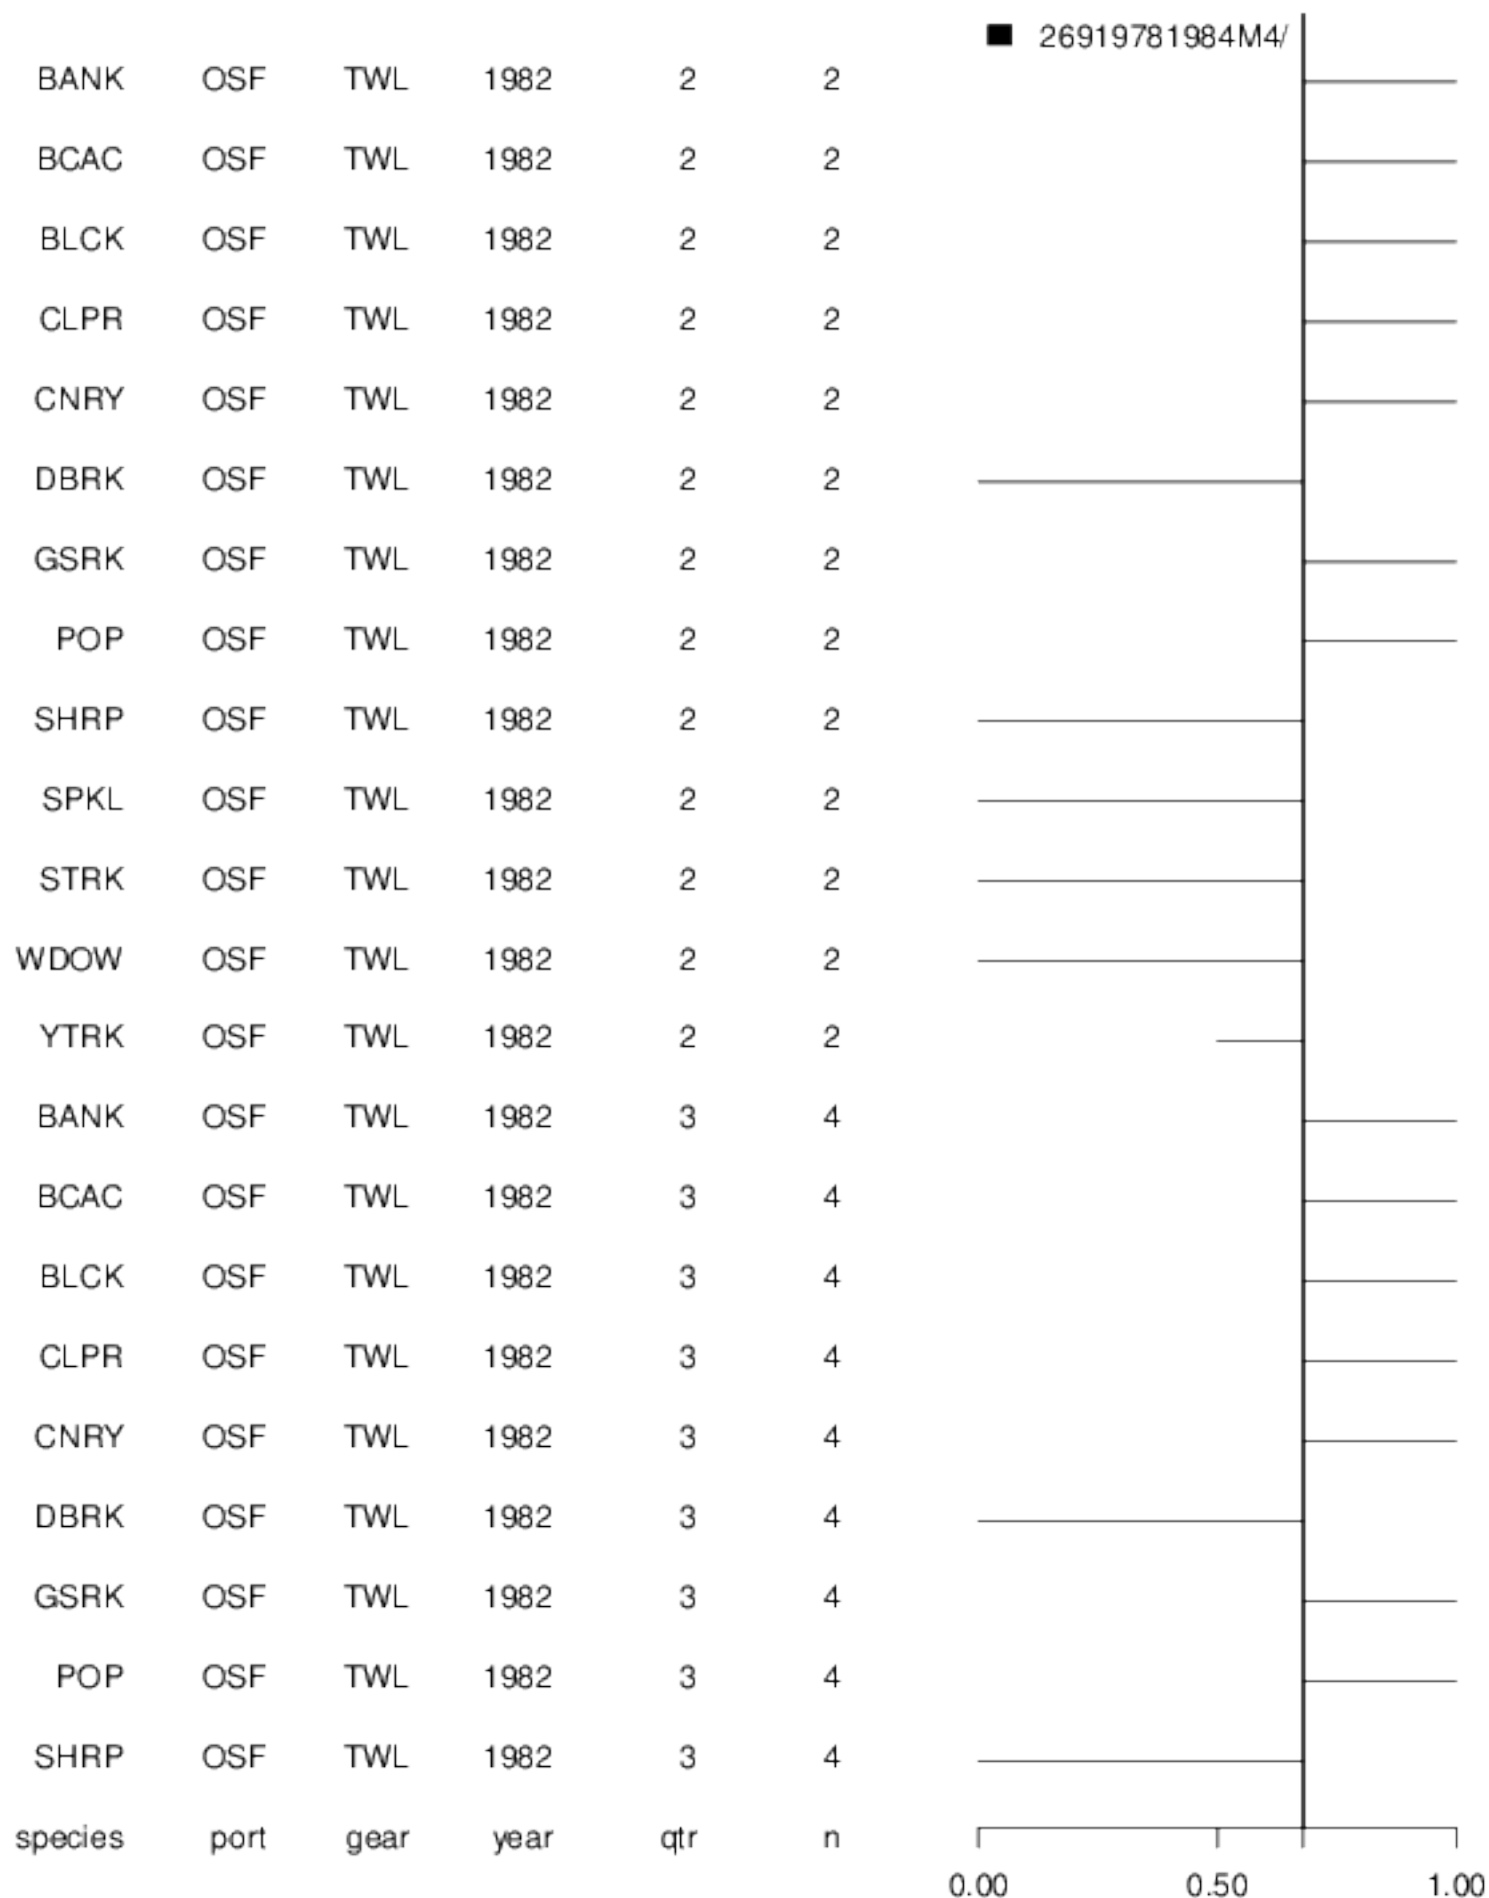 26919781984M4/
BANK OSF TWL 1982 2 2
BCAC OSF TWL 1982 2 2
BLCK OSF TWL 1982 2 2
CLPR OSF TWL 1982 2 2
CNRY OSF TWL 1982 2 2
DBRK OSF TWL 1982 2 2
GSRK OSF TWL 1982 2 2
POP OSF TWL 1982 2 2
SHRP OSF TWL 1982 2 2
SPKL OSF TWL 1982 2 2
STRK OSF TWL 1982 2 2
WDOW OSF TWL 1982 2 2
YTRK OSF TWL 1982 2 2
BANK OSF TWL 1982 3 4
BCAC OSF TWL 1982 3 4
BLCK OSF TWL 1982 3 4
CLPR OSF TWL 1982 3 4
CNRY OSF TWL 1982 3 4
DBRK OSF TWL 1982 3 4
GSRK OSF TWL 1982 3 4
POP OSF TWL 1982 3 4
SHRP OSF TWL 1982 3 4
species port gear year qtr n
0.00 0.50 1.00